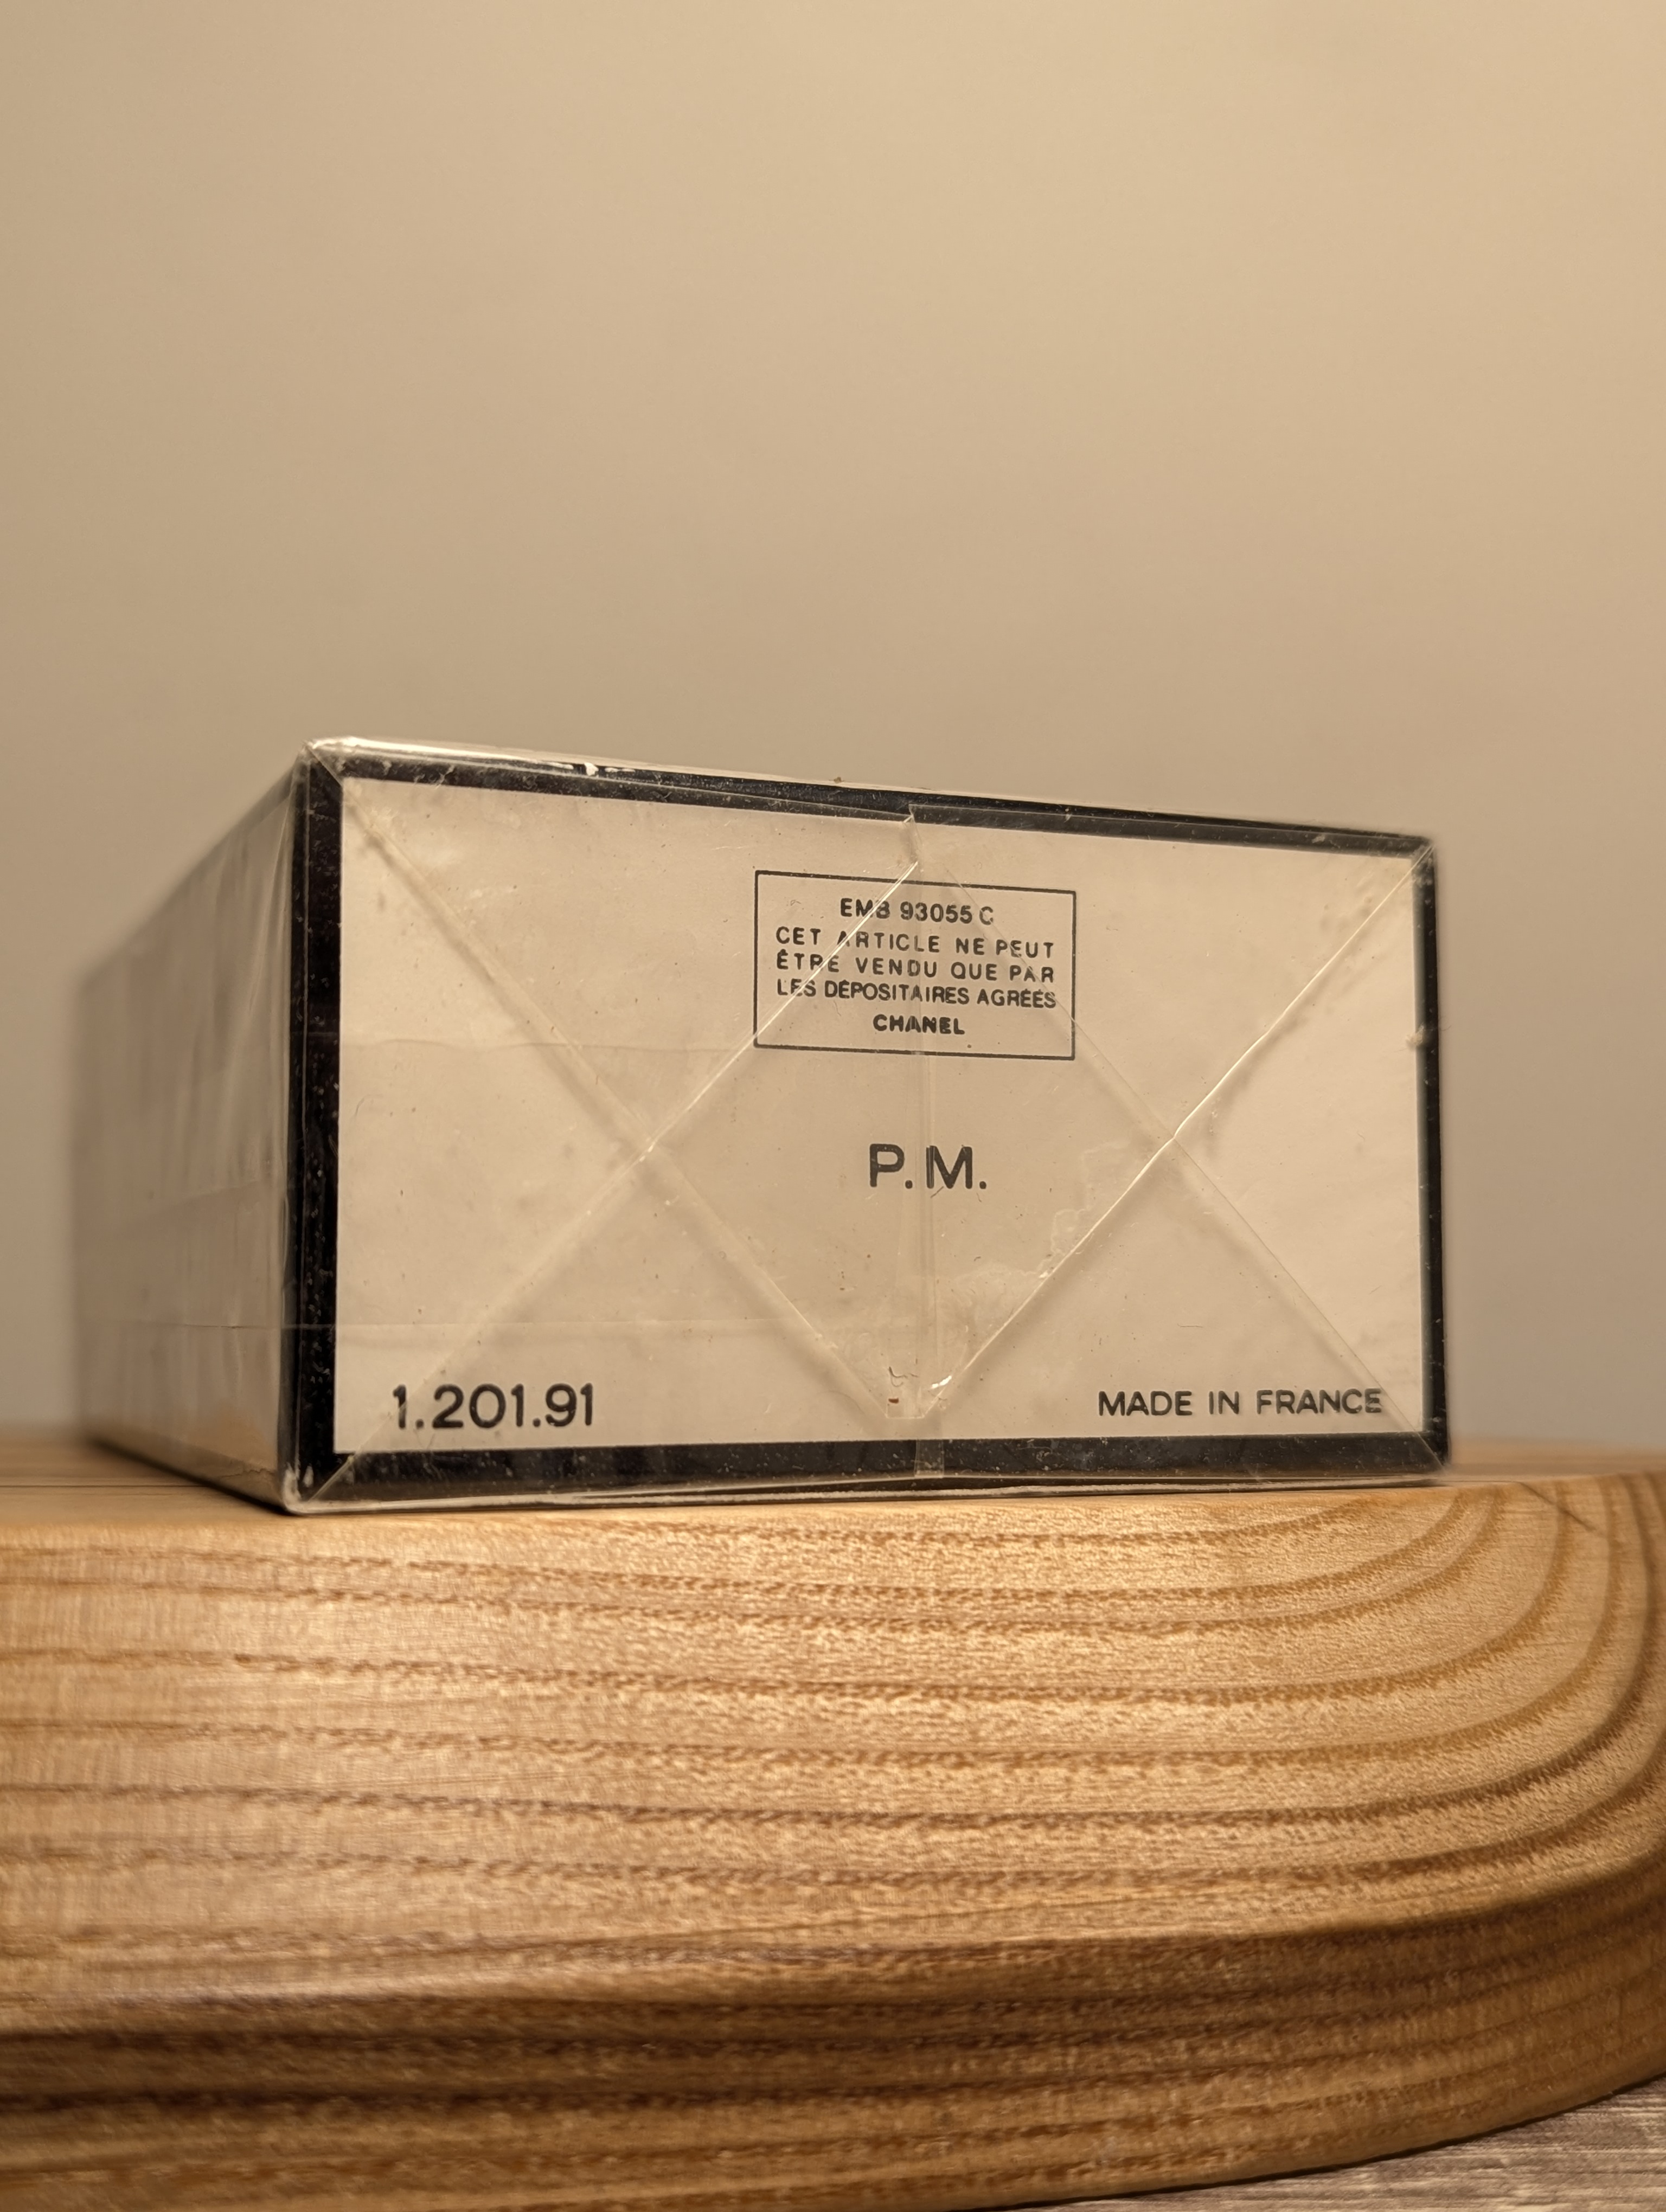 EMB 93055 C
CET ARTICLE NE PEUT
ÊTRE VENDU QUE PAR
LES DÉPOSITAIRES AGRÉÉS
CHANEL
P.M.
1.201.91
MADE IN FRANCE